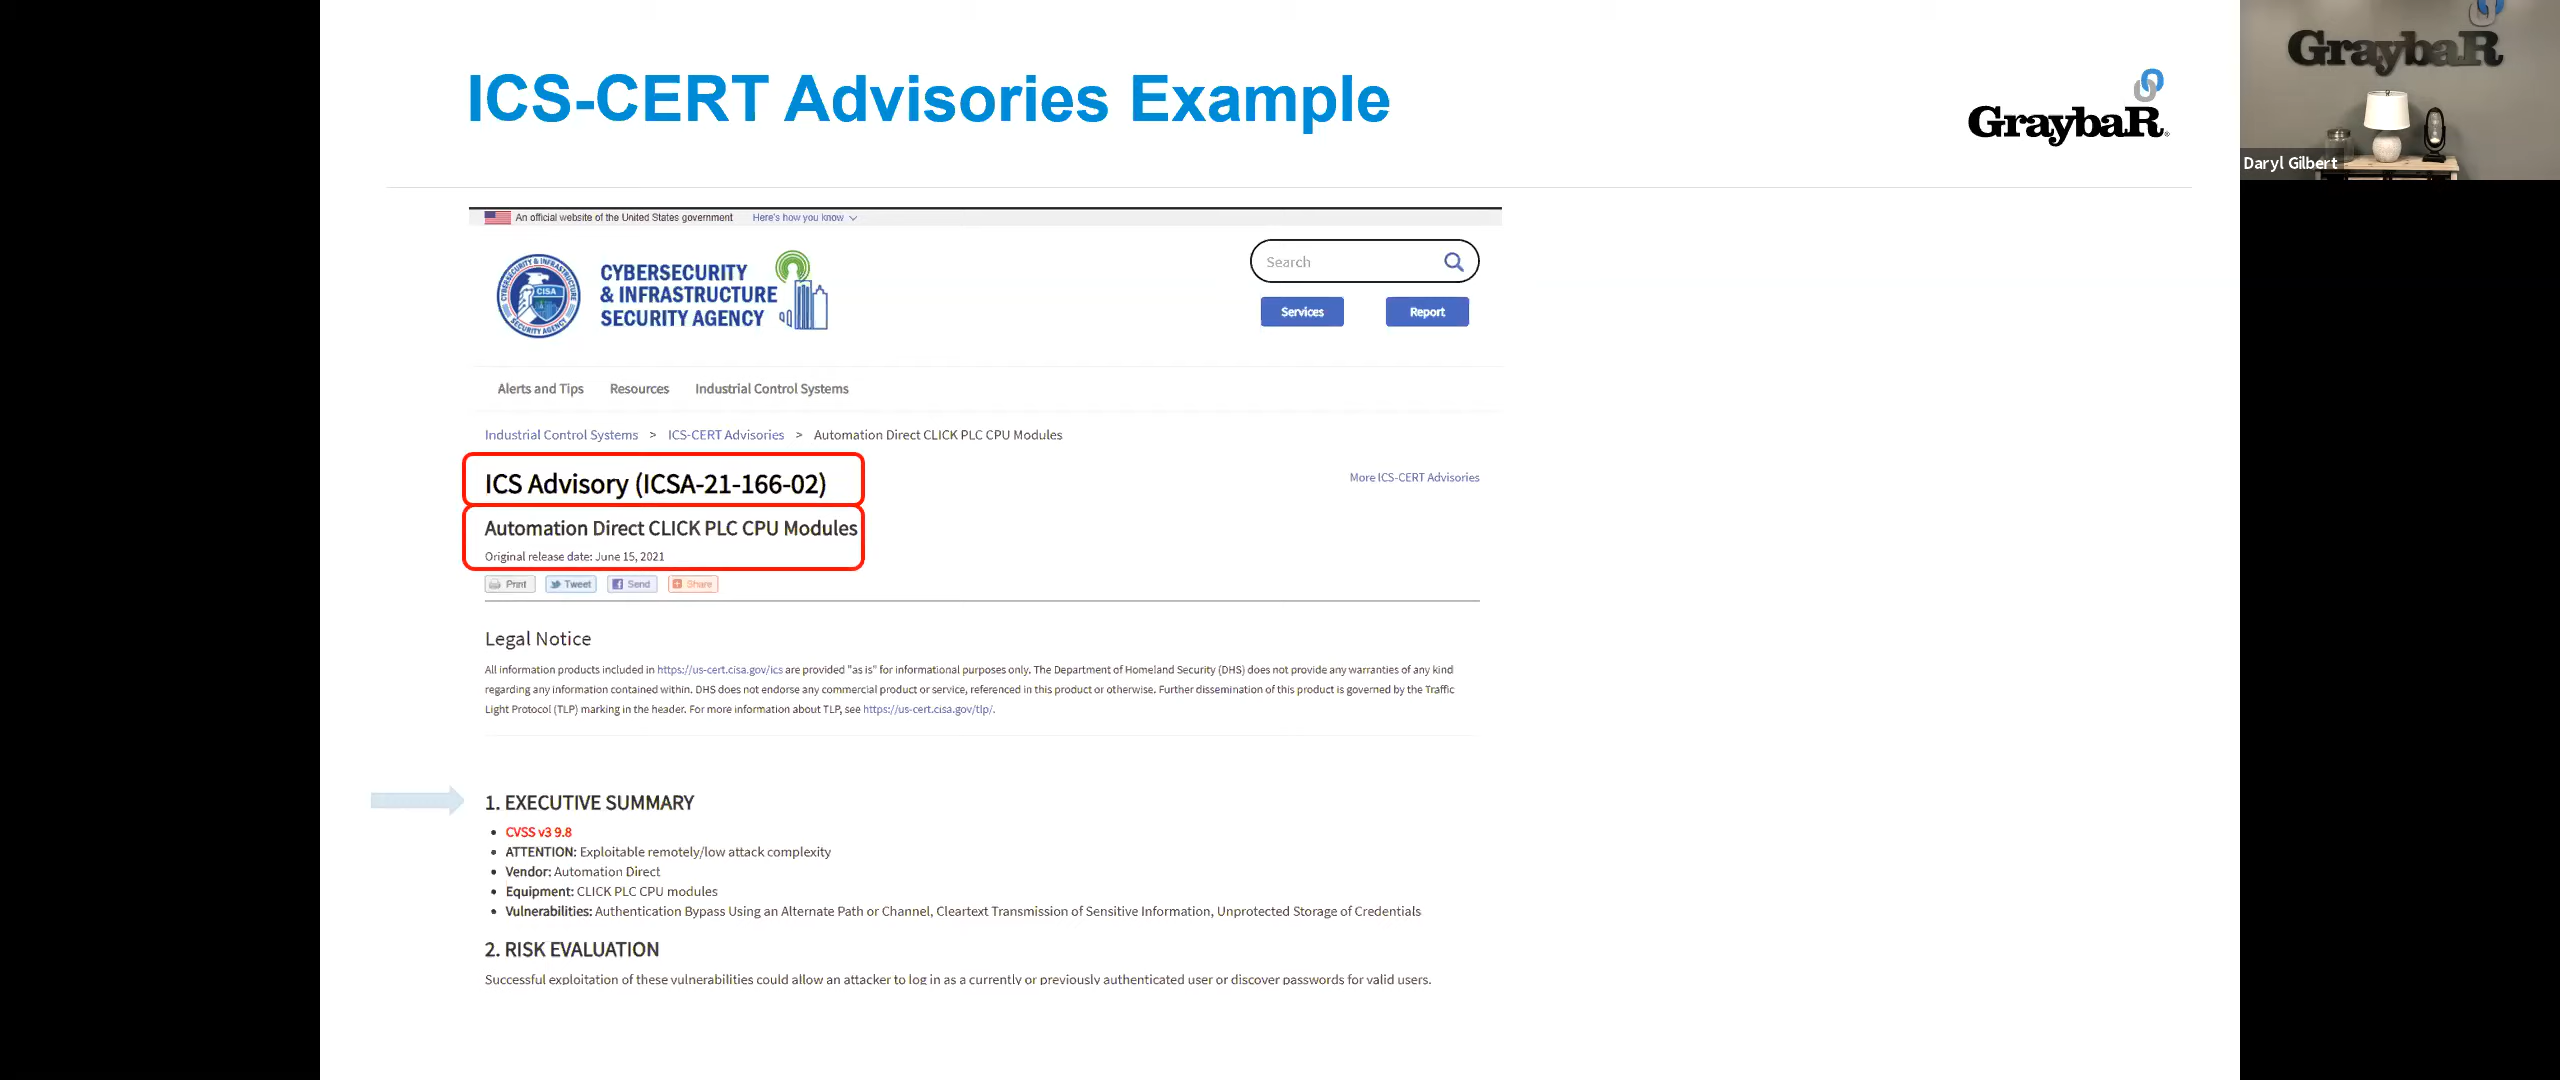 ICS-CERT Advisories Example
GraybaR
GraybaR
Daryl Gilbert
An official website of the United States government Here's how you know
CYBERSECURITY
& INFRASTRUCTURE
SECURITY AGENCY
CYBERSECURITY & INFRASTRUCTURE
CISA
SECURITY AGENCY
Search
Services Report
Alerts and Tips Resources Industrial Control Systems
Industrial Control Systems > ICS-CERT Advisories > Automation Direct CLICK PLC CPU Modules
ICS Advisory (ICSA-21-166-02)
More ICS-CERT Advisories
Automation Direct CLICK PLC CPU Modules
Original release date: June 15, 2021
Print Tweet Send Share
Legal Notice
All information products included in https://us-cert.cisa.gov/ics are provided "as is" for informational purposes only. The Department of Homeland Security (DHS) does not provide any warranties of any kind
regarding any information contained within. DHS does not endorse any commercial product or service, referenced in this product or otherwise. Further dissemination of this product is governed by the Traffic
Light Protocol (TLP) marking in the header. For more information about TLP, see https://us-cert.cisa.gov/tlp/.
1. EXECUTIVE SUMMARY
• CVSS v3 9.8
• ATTENTION: Exploitable remotely/low attack complexity
• Vendor: Automation Direct
• Equipment: CLICK PLC CPU modules
• Vulnerabilities: Authentication Bypass Using an Alternate Path or Channel, Cleartext Transmission of Sensitive Information, Unprotected Storage of Credentials
2. RISK EVALUATION
Successful exploitation of these vulnerabilities could allow an attacker to log in as a currently or previously authenticated user or discover passwords for valid users.